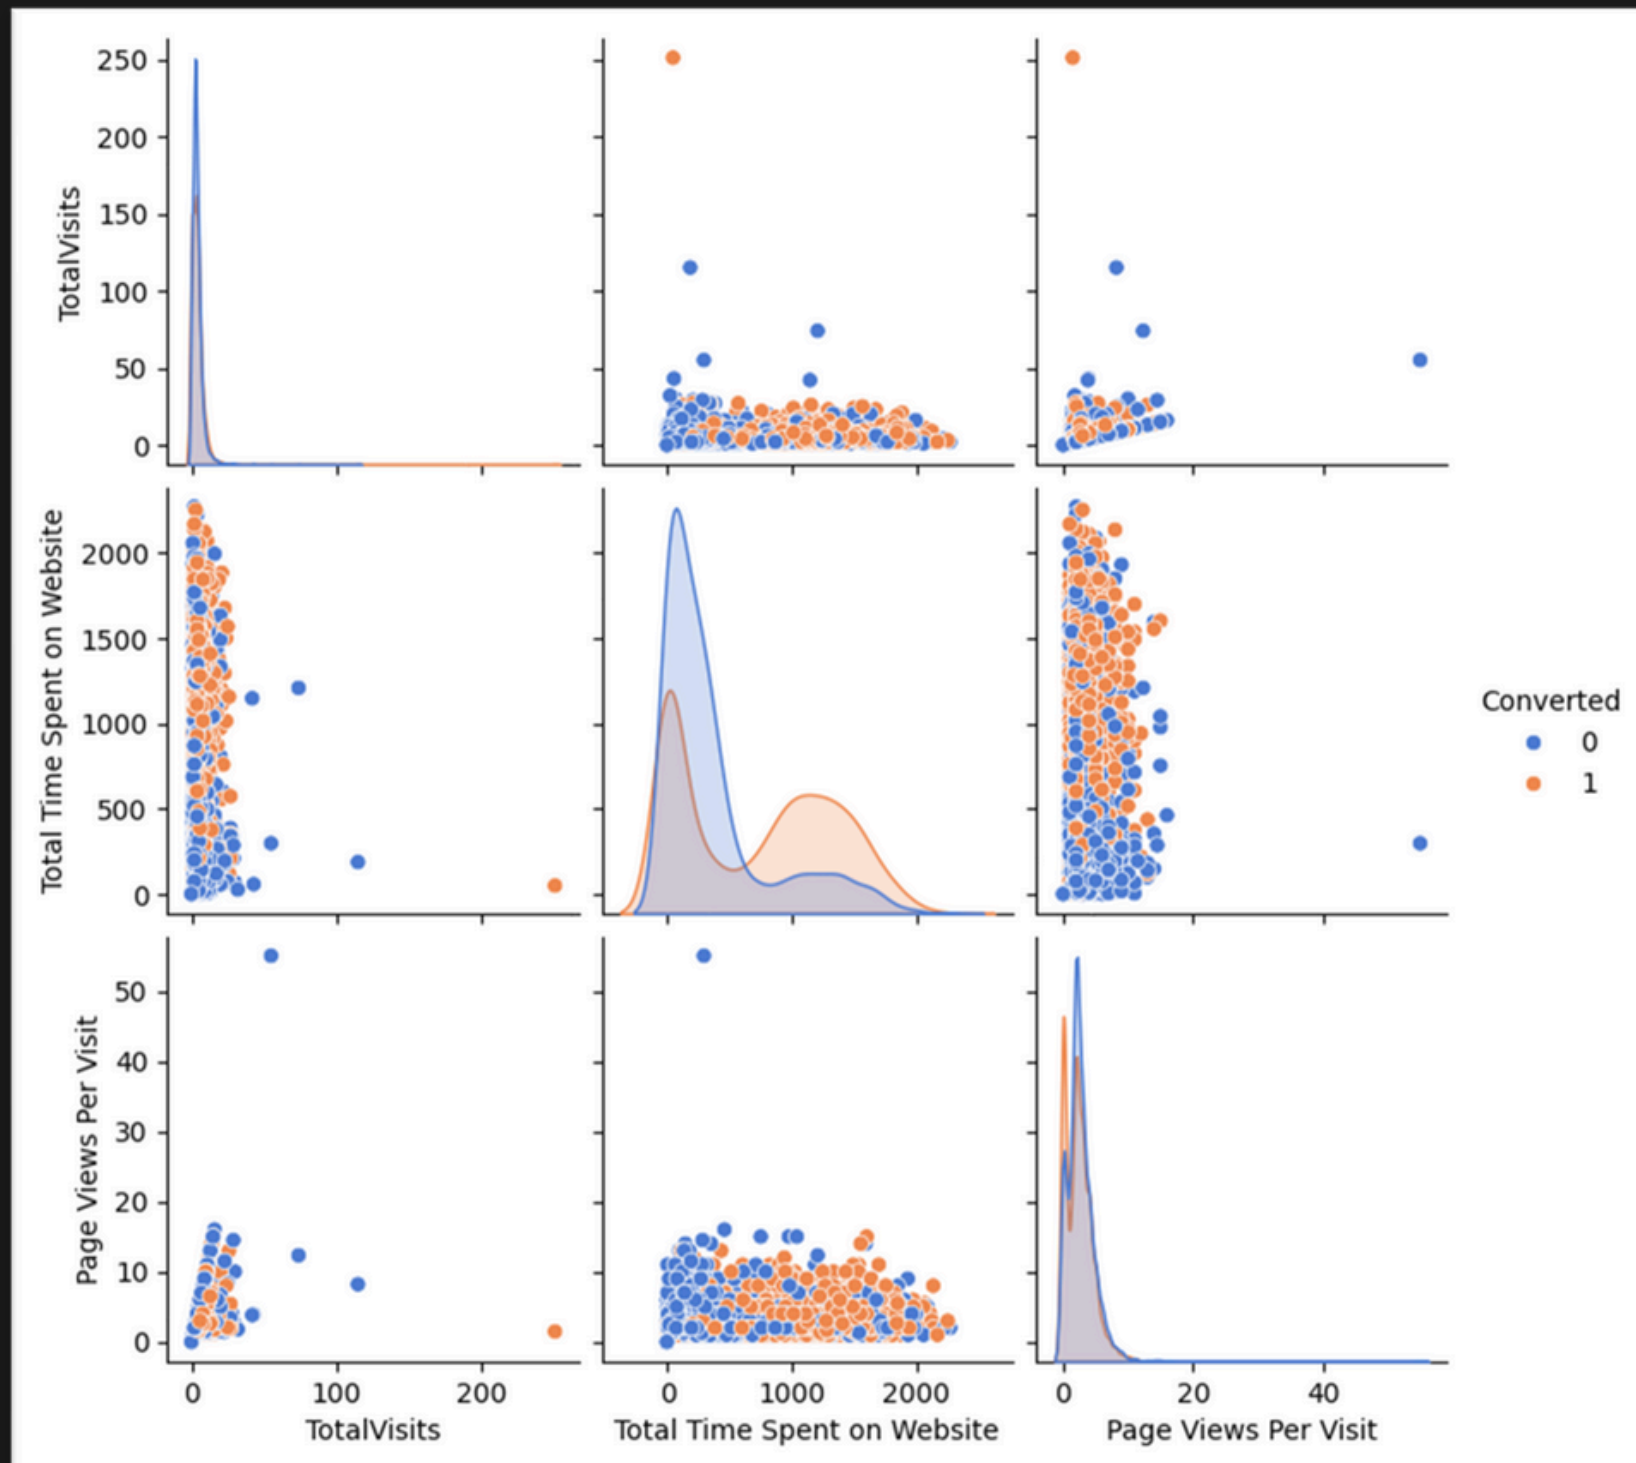 250
200
150
100
50
0
TotalVisits
2000
1500
1000
500
0
Total Time Spent on Website
Converted
0
1
50
40
30
20
10
0
Page Views Per Visit
0 100 200
0 1000 2000
0 20 40
TotalVisits
Total Time Spent on Website
Page Views Per Visit